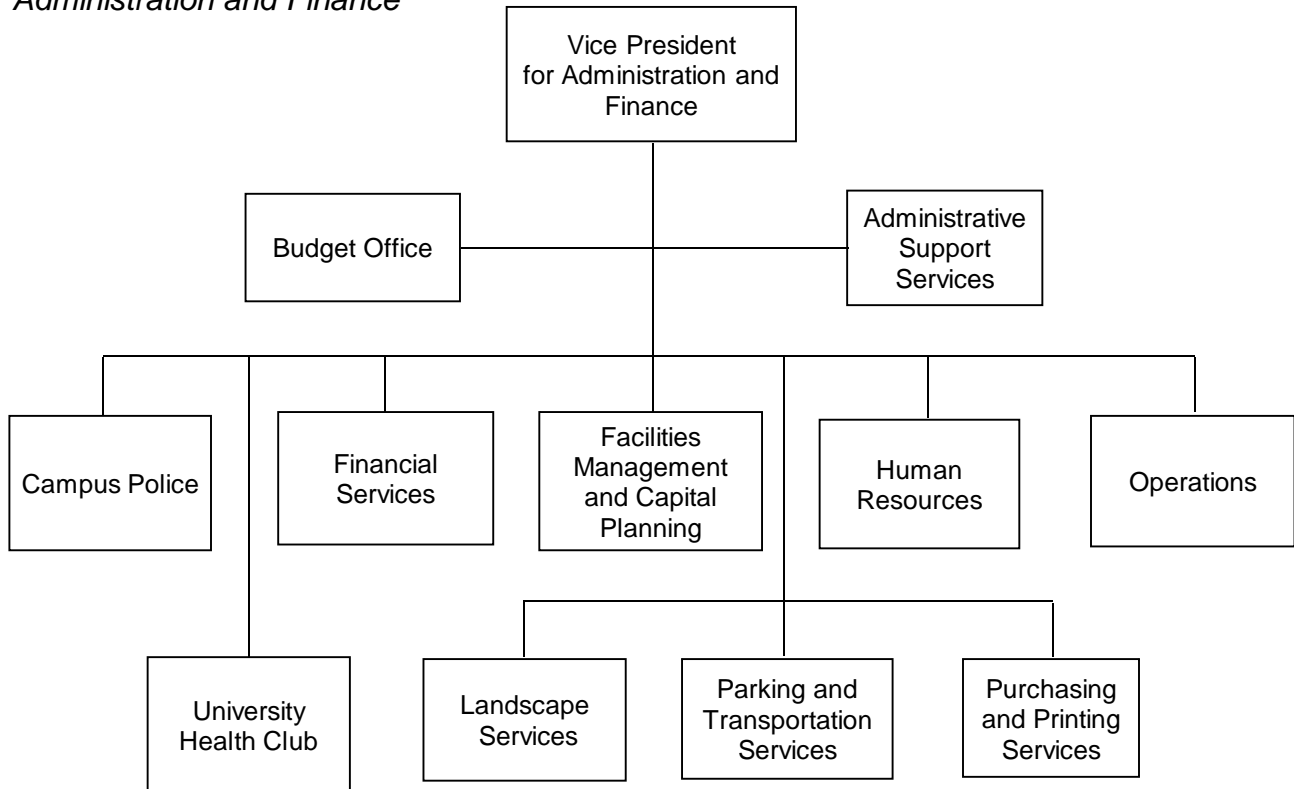 Administration and Finance
Vice President
for Administration and
Finance
Budget Office
Administrative
Support
Services
Campus Police
Financial
Services
Facilities
Management
and Capital
Planning
Human
Resources
Operations
University
Health Club
Landscape
Services
Parking and
Transportation
Services
Purchasing
and Printing
Services